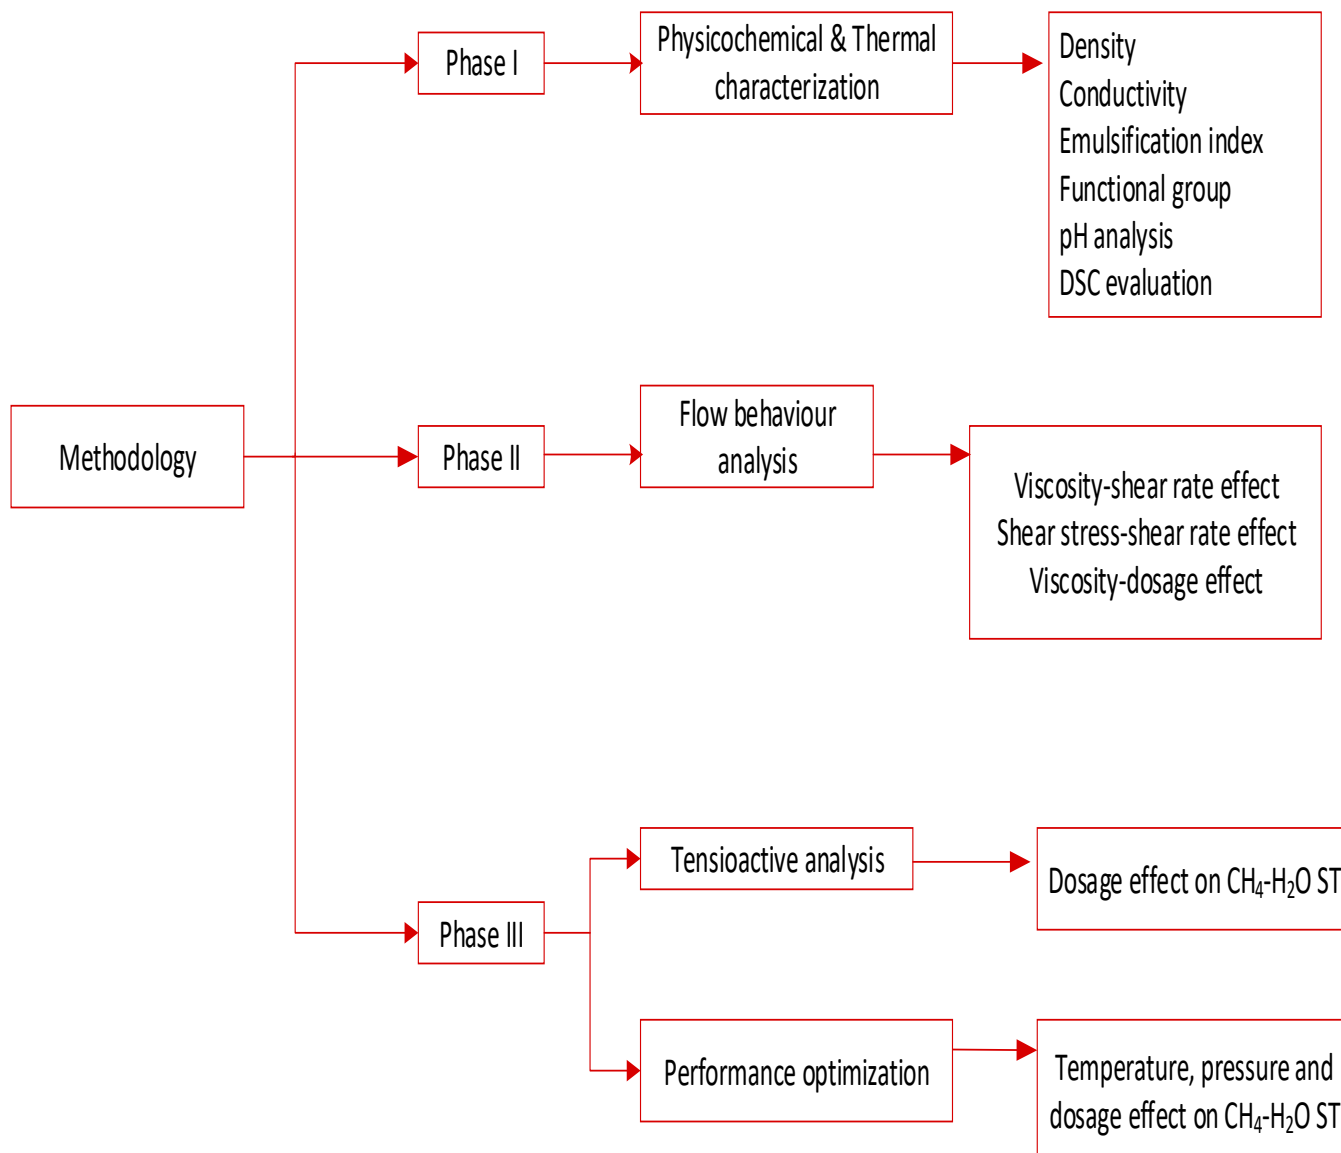 Methodology
Phase I
Physicochemical & Thermal
characterization
Density
Conductivity
Emulsification index
Functional group
pH analysis
DSC evaluation
Phase II
Flow behaviour
analysis
Viscosity-shear rate effect
Shear stress-shear rate effect
Viscosity-dosage effect
Phase III
Tensioactive analysis
Dosage effect on CH₄-H₂O ST
Performance optimization
Temperature, pressure and
dosage effect on CH₄-H₂O ST